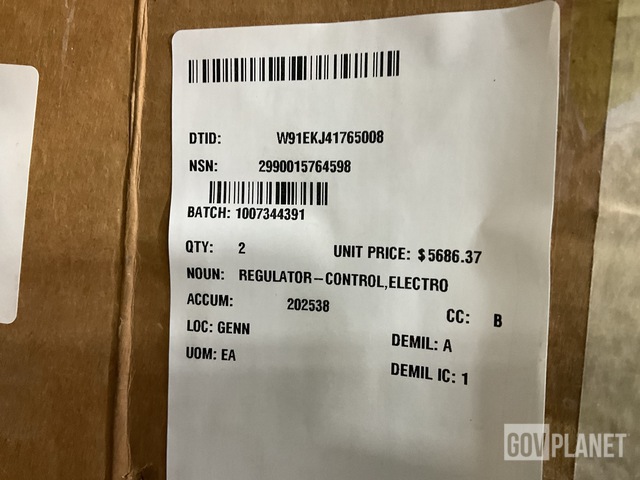 DTID: W91EKJ41765008
NSN: 2990015764598
BATCH: 1007344391
QTY: 2 UNIT PRICE: $5686.37
NOUN: REGULATOR-CONTROL,ELECTRO
ACCUM: 202538 CC: B
LOC: GENN DEMIL: A
UOM: EA DEMIL IC: 1
GOVPLANET